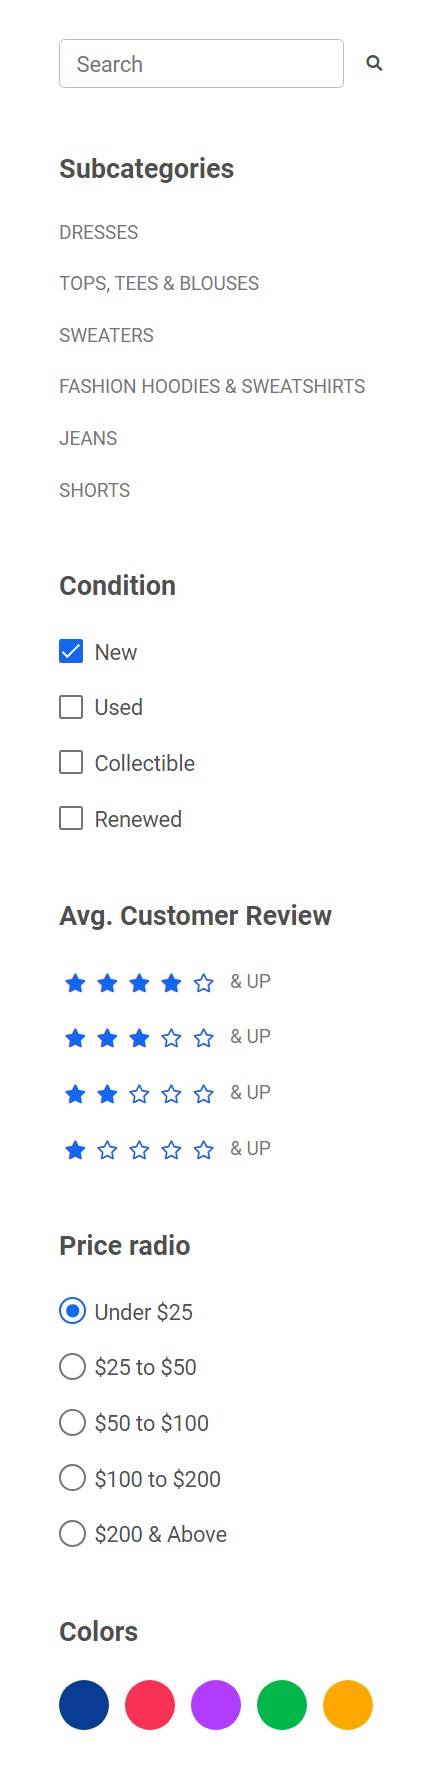 Search
Subcategories
DRESSES
TOPS, TEES & BLOUSES
SWEATERS
FASHION HOODIES & SWEATSHIRTS
JEANS
SHORTS
Condition
New
Used
Collectible
Renewed
Avg. Customer Review
& UP
& UP
& UP
& UP
Price radio
Under $25
$25 to $50
$50 to $100
$100 to $200
$200 & Above
Colors